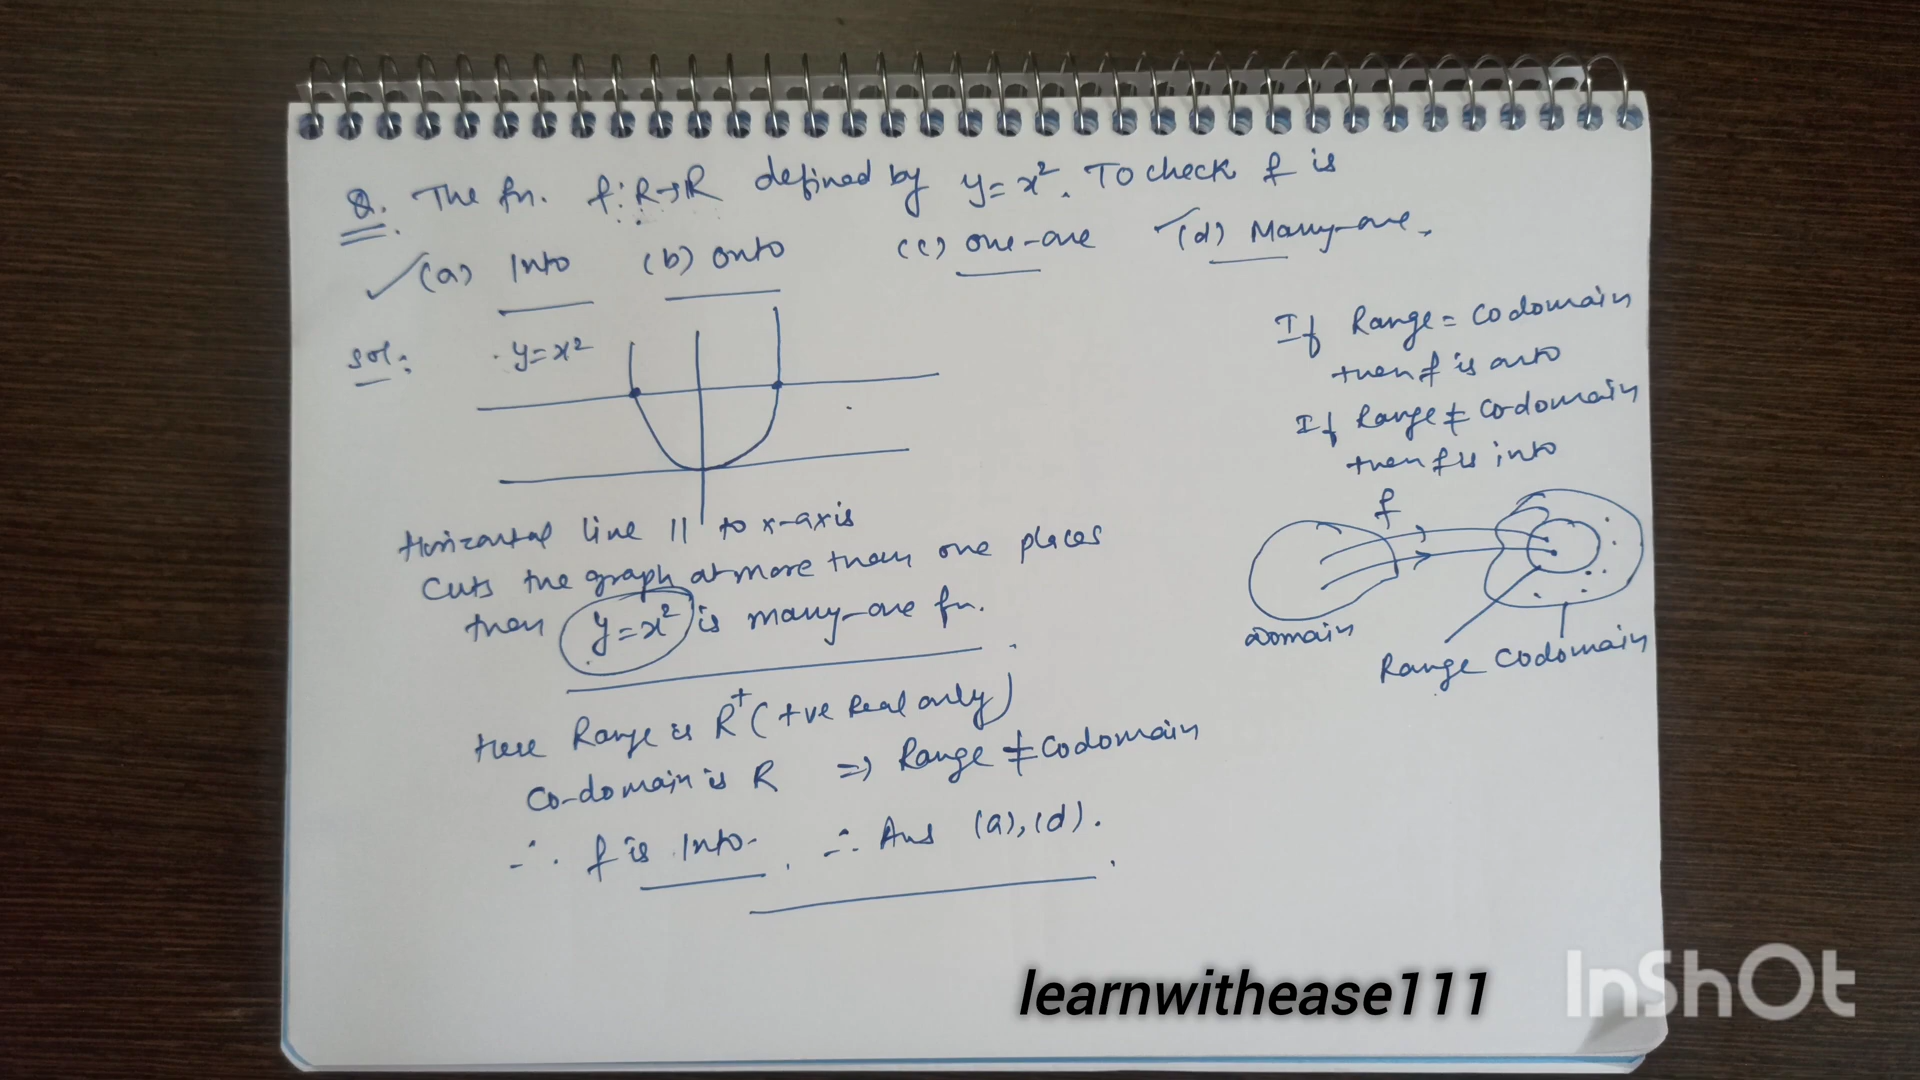 Q. The fn. f: R→R defined by y = x². To check f is
✓(a) Into (b) onto (c) one-one ✓(d) Many-one.
Sol: y = x²
Horizontal line || to x-axis
Cuts the graph at more than one places
then y = x² is many-one fn.
Here Range is R⁺ (+ve Real only)
Co-domain is R ⇒ Range ≠ Codomain
∴ f is Into. ∴ Ans (a), (d).
If Range = Codomain
then f is onto
If Range ≠ Co-domain
then f is into
f
Domain
Range Codomain
learnwithease111
InShOt